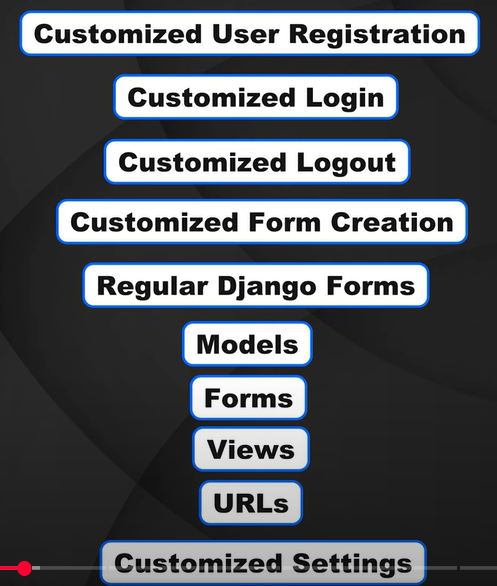 Customized User Registration
Customized Login
Customized Logout
Customized Form Creation
Regular Django Forms
Models
Forms
Views
URLs
Customized Settings